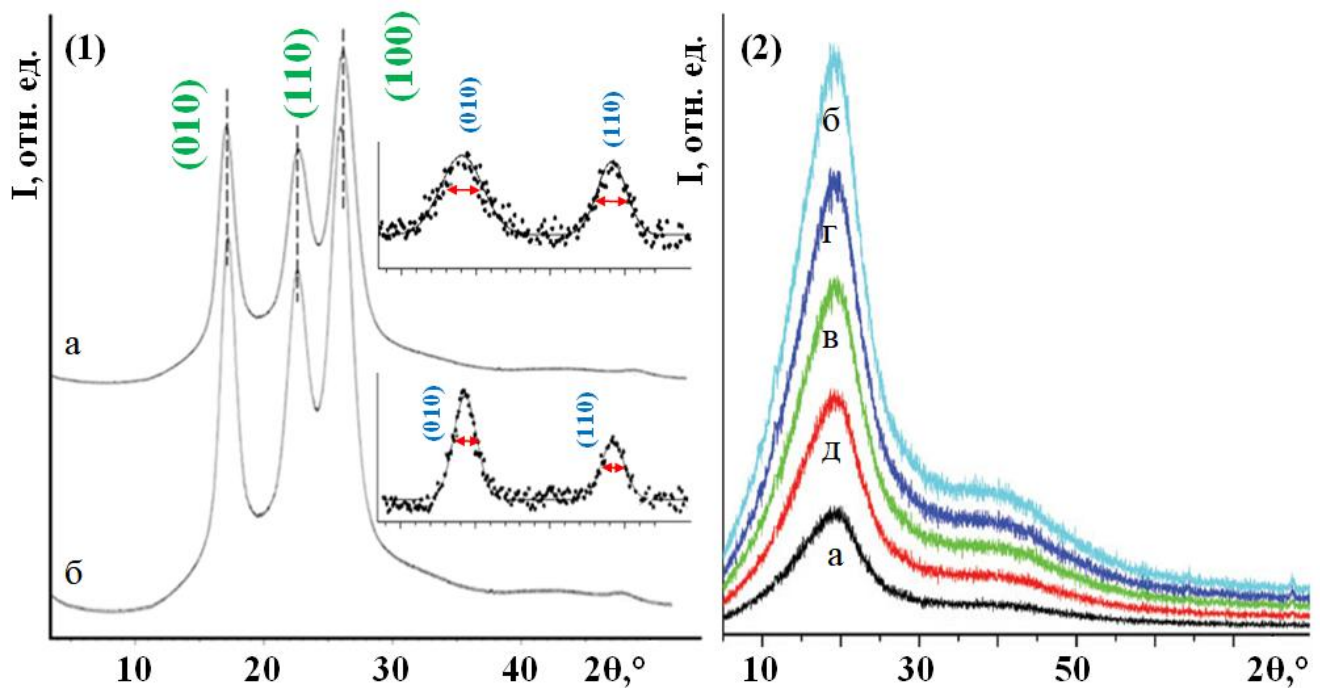 (1)
I, отн. ед.
(010)
(110)
(100)
(010)
(110)
а
(010)
(110)
б
10 20 30 40 2θ,°
(2)
I, отн. ед.
б
г
в
д
а
10 30 50 2θ,°